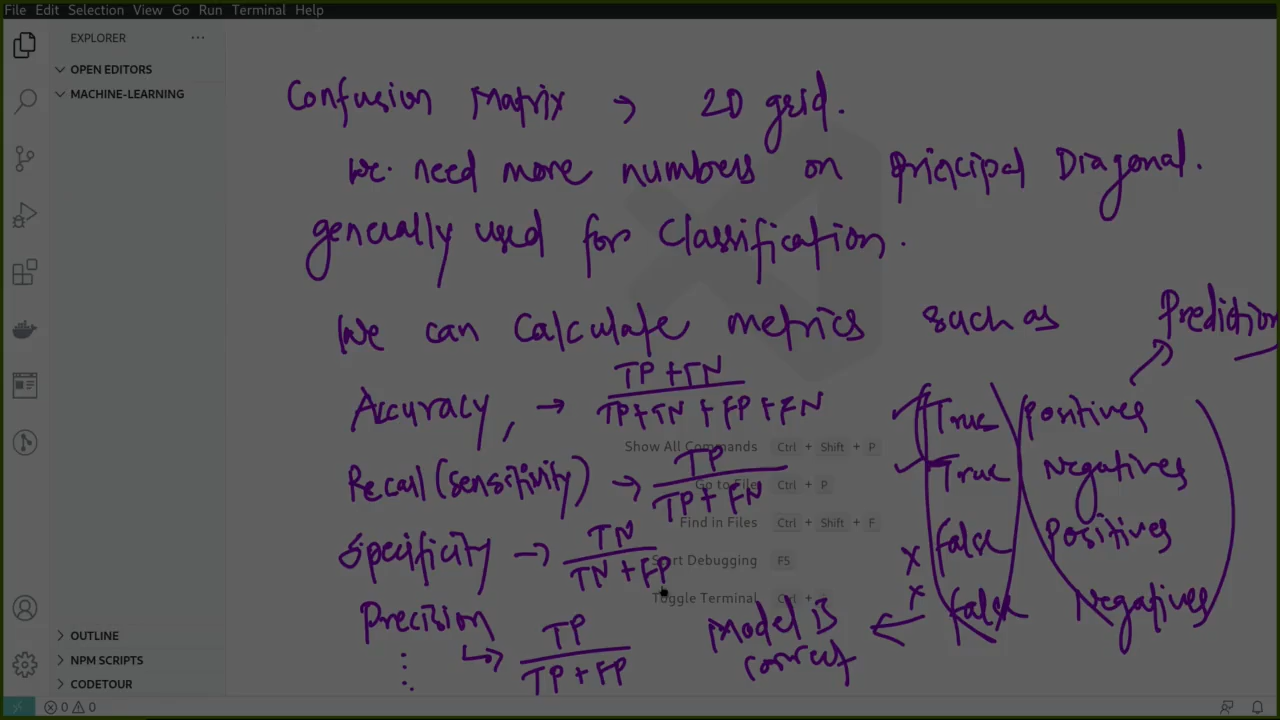 File Edit Selection View Go Run Terminal Help
EXPLORER ...
OPEN EDITORS
MACHINE-LEARNING
Confusion Matrix → 2D grid.
We need more numbers on Principal Diagonal.
generally used for Classification.
We can Calculate metrics such as
Prediction
Accuracy, → TP + TN
TP+TN + FP + FN
True Positives
Show All Commands Ctrl + Shift + P
Recall (sensitivity) → TP
TP + FN
True Negatives
Go to File Ctrl + P
Find in Files Ctrl + Shift + F
Specificity → TN
TN + FP
x False Positives
Start Debugging F5
Toggle Terminal Ctrl +
x False Negatives
Precision
↳ TP
TP + FP
Model is
correct ←
OUTLINE
NPM SCRIPTS
CODETOUR
0 0